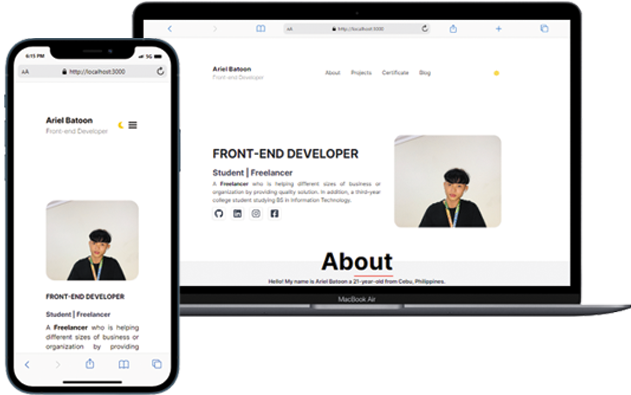 6:15 PM
5G
AA
http://localhost:3000
Ariel Batoon
Front-end Developer
FRONT-END DEVELOPER
Student | Freelancer
A Freelancer who is helping
different sizes of business or
organization by providing
AA
http://localhost:3000
Ariel Batoon
Front-end Developer
About Projects Certificate Blog
FRONT-END DEVELOPER
Student | Freelancer
A Freelancer who is helping different sizes of business or
organization by providing quality solution. In addition, a third-year
college student studying BS in Information Technology.
About
Hello! My name is Ariel Batoon a 21-year-old from Cebu, Philippines.
MacBook Air